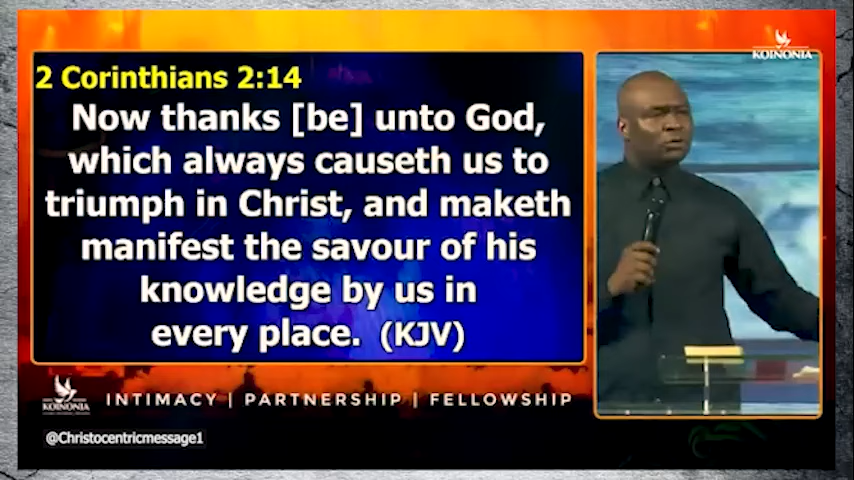 KOINONIA
2 Corinthians 2:14
Now thanks [be] unto God,
which always causeth us to
triumph in Christ, and maketh
manifest the savour of his
knowledge by us in
every place. (KJV)
KOINONIA
INTIMACY | PARTNERSHIP | FELLOWSHIP
@Christocentricmessage1